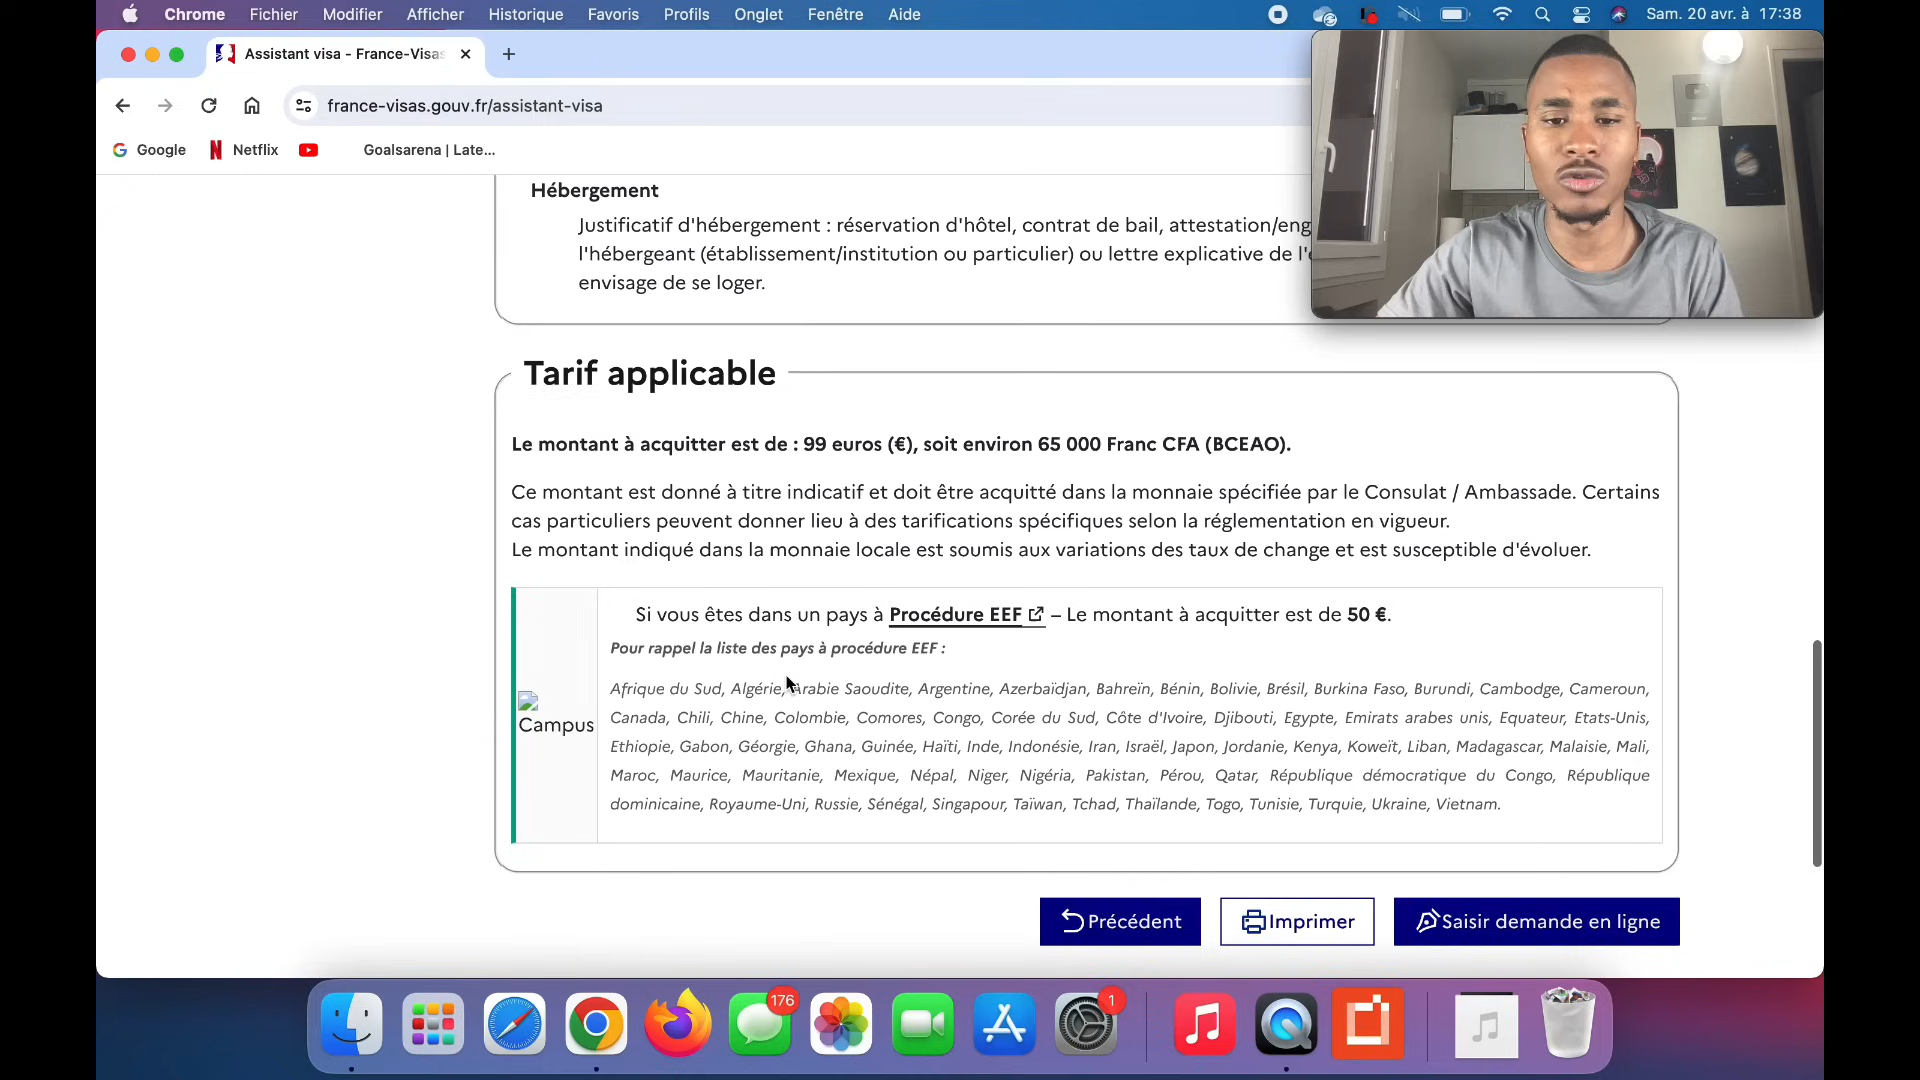 Chrome Fichier Modifier Afficher Historique Favoris Profils Onglet Fenêtre Aide Sam. 20 avr. à 17:38
Assistant visa - France-Visas
france-visas.gouv.fr/assistant-visa
Google Netflix Goalsarena | Late...
Hébergement
Justificatif d'hébergement : réservation d'hôtel, contrat de bail, attestation/eng
l'hébergeant (établissement/institution ou particulier) ou lettre explicative de l'é
envisage de se loger.
Tarif applicable
Le montant à acquitter est de : 99 euros (€), soit environ 65 000 Franc CFA (BCEAO).
Ce montant est donné à titre indicatif et doit être acquitté dans la monnaie spécifiée par le Consulat / Ambassade. Certains
cas particuliers peuvent donner lieu à des tarifications spécifiques selon la réglementation en vigueur.
Le montant indiqué dans la monnaie locale est soumis aux variations des taux de change et est susceptible d'évoluer.
Si vous êtes dans un pays à Procédure EEF – Le montant à acquitter est de 50 €.
Pour rappel la liste des pays à procédure EEF :
Campus
Afrique du Sud, Algérie, Arabie Saoudite, Argentine, Azerbaïdjan, Bahreïn, Bénin, Bolivie, Brésil, Burkina Faso, Burundi, Cambodge, Cameroun,
Canada, Chili, Chine, Colombie, Comores, Congo, Corée du Sud, Côte d'Ivoire, Djibouti, Egypte, Emirats arabes unis, Equateur, Etats-Unis,
Ethiopie, Gabon, Géorgie, Ghana, Guinée, Haïti, Inde, Indonésie, Iran, Israël, Japon, Jordanie, Kenya, Koweït, Liban, Madagascar, Malaisie, Mali,
Maroc, Maurice, Mauritanie, Mexique, Népal, Niger, Nigéria, Pakistan, Pérou, Qatar, République démocratique du Congo, République
dominicaine, Royaume-Uni, Russie, Sénégal, Singapour, Taïwan, Tchad, Thaïlande, Togo, Tunisie, Turquie, Ukraine, Vietnam.
Précédent Imprimer Saisir demande en ligne
176 1